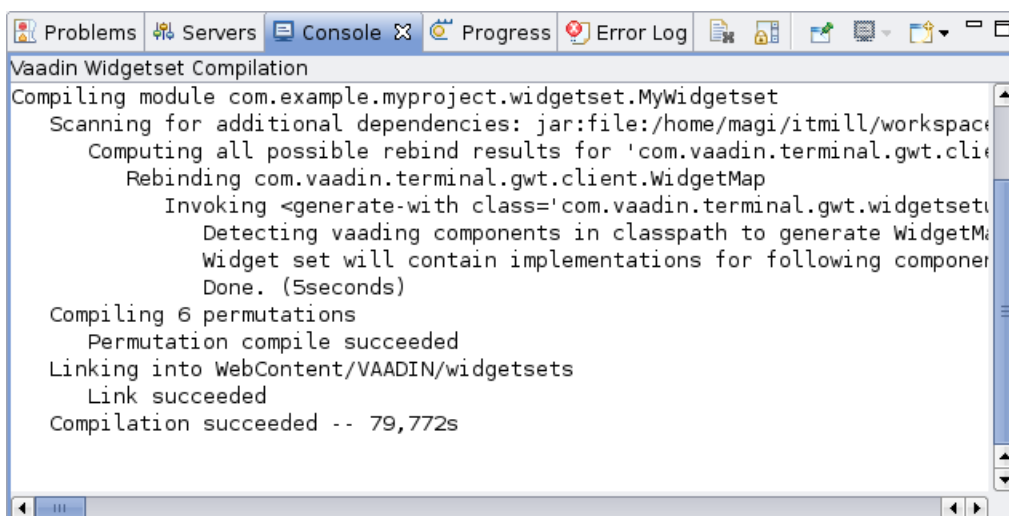 Problems Servers Console Progress Error Log
Vaadin Widgetset Compilation
Compiling module com.example.myproject.widgetset.MyWidgetset
Scanning for additional dependencies: jar:file:/home/magi/itmill/workspace
Computing all possible rebind results for 'com.vaadin.terminal.gwt.clie
Rebinding com.vaadin.terminal.gwt.client.WidgetMap
Invoking <generate-with class='com.vaadin.terminal.gwt.widgetsetu
Detecting vaading components in classpath to generate WidgetMa
Widget set will contain implementations for following componen
Done. (5seconds)
Compiling 6 permutations
Permutation compile succeeded
Linking into WebContent/VAADIN/widgetsets
Link succeeded
Compilation succeeded -- 79,772s